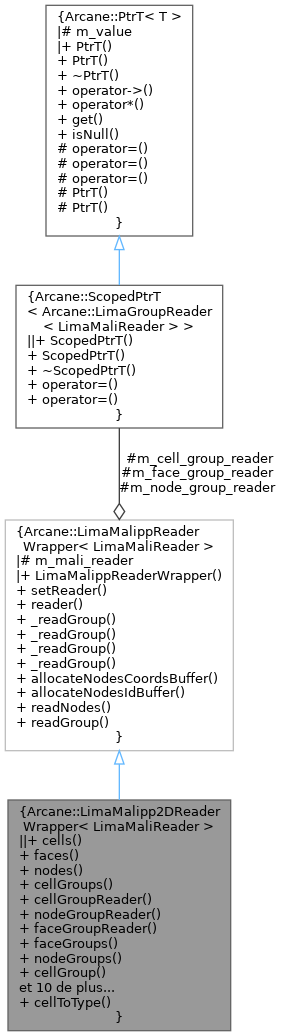 {Arcane::PtrT< T >
|# m_value
|+ PtrT()
+ PtrT()
+ ~PtrT()
+ operator->()
+ operator*()
+ get()
+ isNull()
# operator=()
# operator=()
# operator=()
# PtrT()
# PtrT()
}
{Arcane::ScopedPtrT
< Arcane::LimaGroupReader
< LimaMaliReader > >
||+ ScopedPtrT()
+ ScopedPtrT()
+ ~ScopedPtrT()
+ operator=()
+ operator=()
}
#m_cell_group_reader
#m_face_group_reader
#m_node_group_reader
{Arcane::LimaMalippReader
Wrapper< LimaMaliReader >
|# m_mali_reader
|+ LimaMalippReaderWrapper()
+ setReader()
+ reader()
+ _readGroup()
+ _readGroup()
+ _readGroup()
+ _readGroup()
+ allocateNodesCoordsBuffer()
+ allocateNodesIdBuffer()
+ readNodes()
+ readGroup()
}
{Arcane::LimaMalipp2DReader
Wrapper< LimaMaliReader >
||+ cells()
+ faces()
+ nodes()
+ cellGroups()
+ cellGroupReader()
+ nodeGroupReader()
+ faceGroupReader()
+ faceGroups()
+ nodeGroups()
+ cellGroup()
et 10 de plus...
+ cellToType()
}